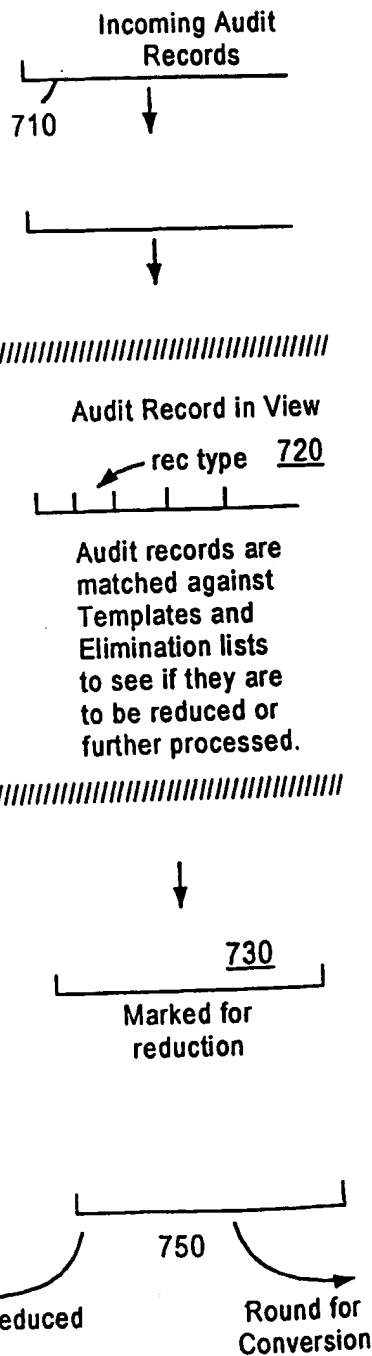 Incoming Audit
Records
710
Audit Record in View
rec type 720
Audit records are
matched against
Templates and
Elimination lists
to see if they are
to be reduced or
further processed.
730
Marked for
reduction
750
educed
Round for
Conversion